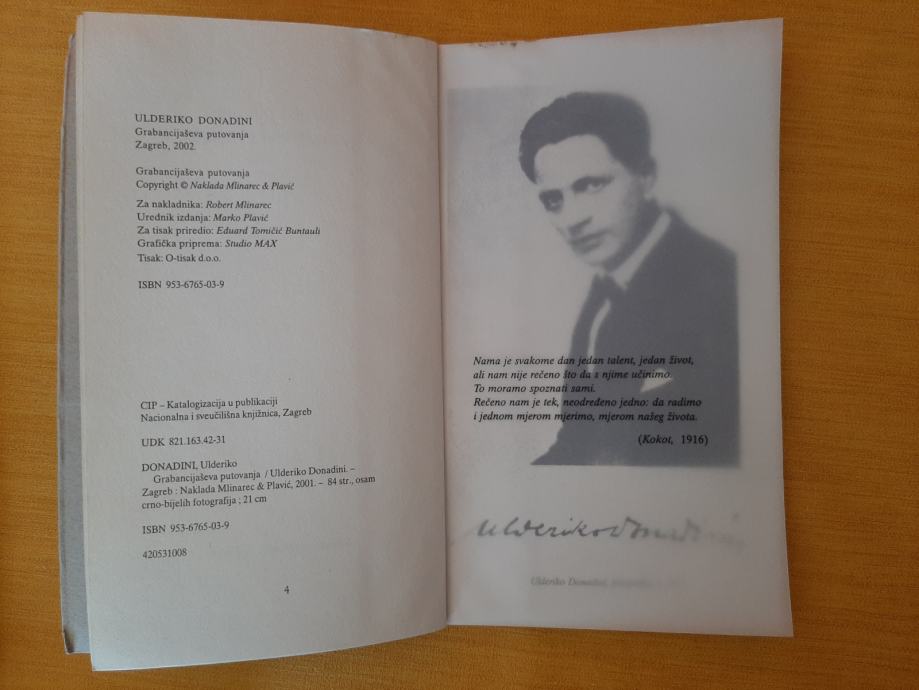 ULDERIKO DONADINI
Grabancijaševa putovanja
Zagreb, 2002.
Grabancijaševa putovanja
Copyright © Naklada Mlinarec & Plavić
Za nakladnika: Robert Mlinarec
Urednik izdanja: Marko Plavić
Za tisak priredio: Eduard Tomičić Buntauli
Grafička priprema: Studio MAX
Tisak: O-tisak d.o.o.
ISBN 953-6765-03-9
CIP – Katalogizacija u publikaciji
Nacionalna i sveučilišna knjižnica, Zagreb
UDK 821.163.42-31
DONADINI, Ulderiko
Grabancijaševa putovanja / Ulderiko Donadini. –
Zagreb : Naklada Mlinarec & Plavić, 2001. – 84 str., osam
crno-bijelih fotografija ; 21 cm
ISBN 953-6765-03-9
420531008
4
Nama je svakome dan jedan talent, jedan život,
ali nam nije rečeno što da s njime učinimo.
To moramo spoznati sami.
Rečeno nam je tek, neodređeno jedno: da radimo
i jednom mjerom mjerimo, mjerom našeg života.
(Kokot, 1916)
Ulderiko Donadini
Ulderiko Donadini,